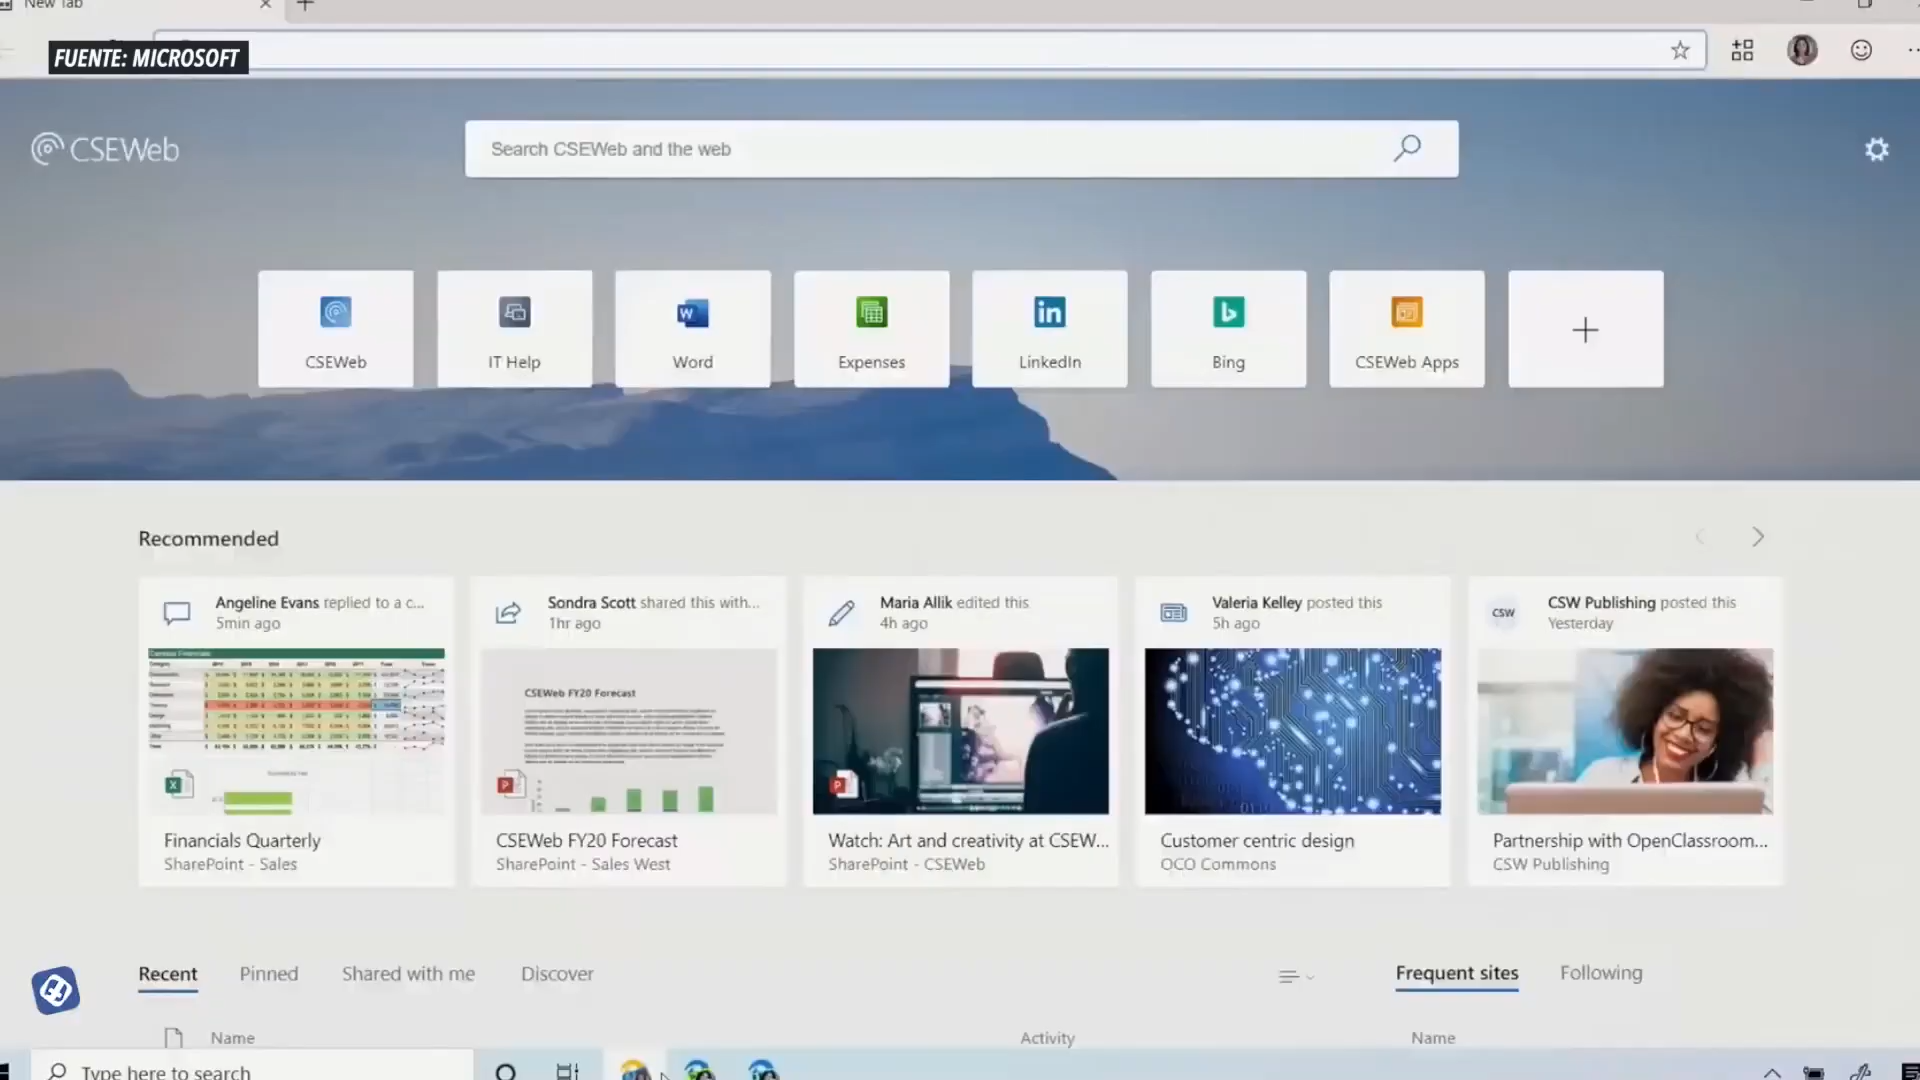 New Tab
FUENTE: MICROSOFT
CSEWeb
Search CSEWeb and the web
CSEWeb
IT Help
Word
Expenses
LinkedIn
Bing
CSEWeb Apps
Recommended
Angeline Evans replied to a c...
5min ago
Sondra Scott shared this with...
1hr ago
Maria Allik edited this
4h ago
Valeria Kelley posted this
5h ago
CSW
CSW Publishing posted this
Yesterday
CSEWeb FY20 Forecast
Financials Quarterly
SharePoint - Sales
CSEWeb FY20 Forecast
SharePoint - Sales West
Watch: Art and creativity at CSEW...
SharePoint - CSEWeb
Customer centric design
OCO Commons
Partnership with OpenClassroom...
CSW Publishing
Recent Pinned Shared with me Discover
Frequent sites Following
Name Activity Name
Type here to search